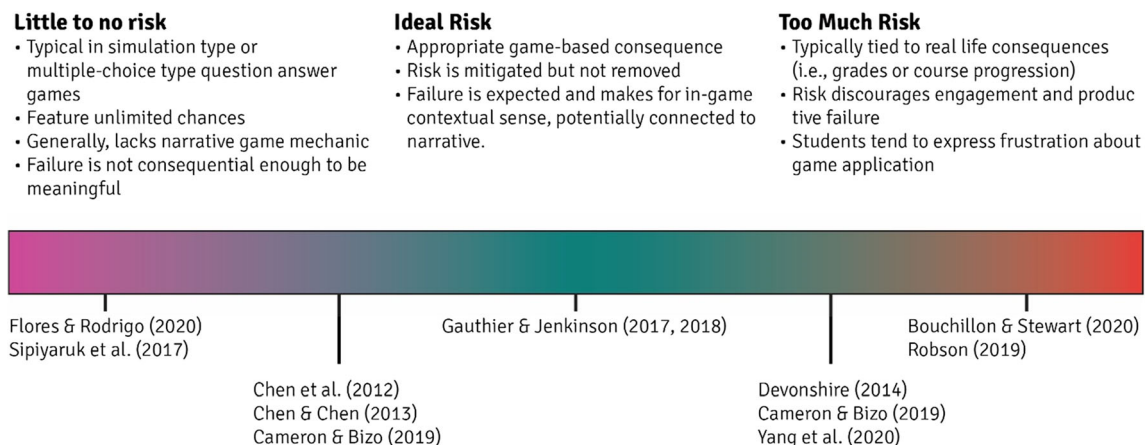 Little to no risk
• Typical in simulation type or
multiple-choice type question answer
games
• Feature unlimited chances
• Generally, lacks narrative game mechanic
• Failure is not consequential enough to be
meaningful
Ideal Risk
• Appropriate game-based consequence
• Risk is mitigated but not removed
• Failure is expected and makes for in-game
contextual sense, potentially connected to
narrative.
Too Much Risk
• Typically tied to real life consequences
(i.e., grades or course progression)
• Risk discourages engagement and produc
tive failure
• Students tend to express frustration about
game application
Flores & Rodrigo (2020)
Sipiyaruk et al. (2017)
Chen et al. (2012)
Chen & Chen (2013)
Cameron & Bizo (2019)
Gauthier & Jenkinson (2017, 2018)
Devonshire (2014)
Cameron & Bizo (2019)
Yang et al. (2020)
Bouchillon & Stewart (2020)
Robson (2019)